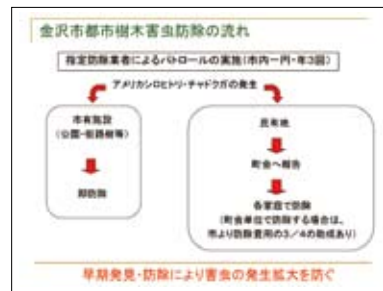 金沢市都市樹木害虫防除の流れ
指定防除業者によるパトロールの実施(市内一円・年3回)
アメリカシロヒトリ・チャドクガの発生
市有施設
(公園・街路樹等)
即防除
民有地
町会へ報告
各家庭で防除
(町会単位で防除する場合は、
市より防除費用の3/4の助成あり)
早期発見・防除により害虫の発生拡大を防ぐ